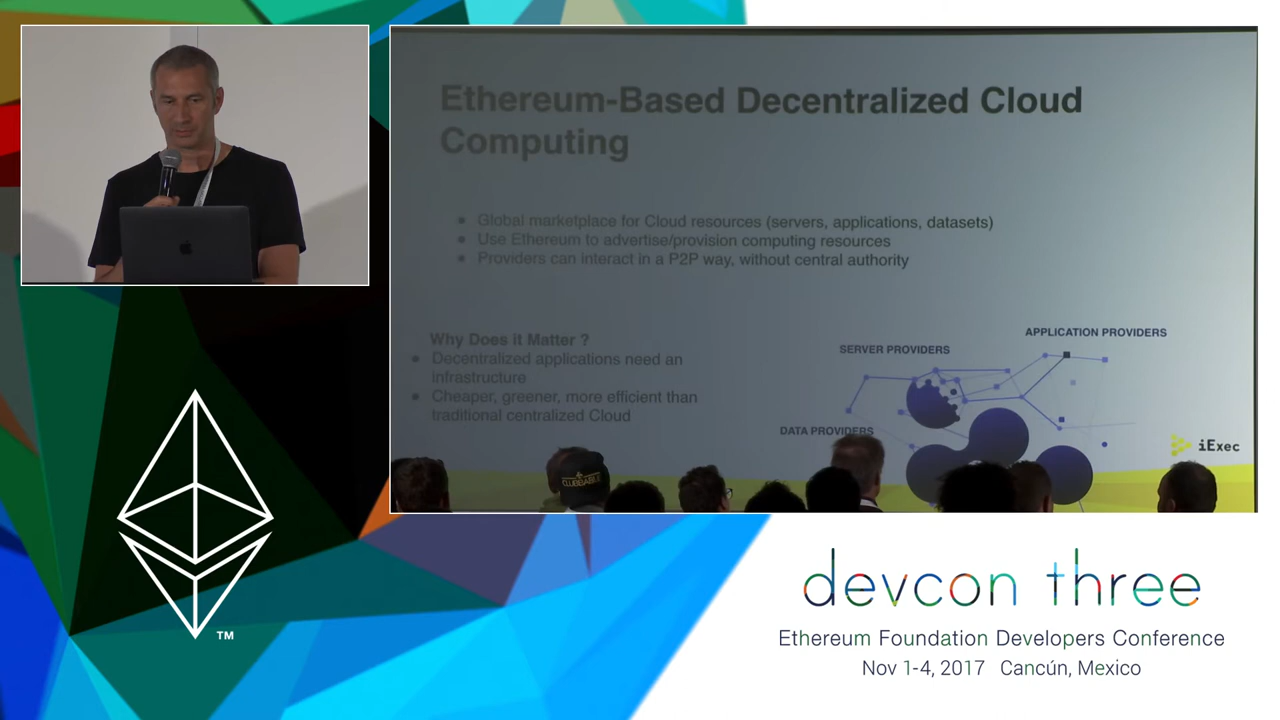 Ethereum-Based Decentralized Cloud
Computing
Global marketplace for Cloud resources (servers, applications, datasets)
Use Ethereum to advertise/provision computing resources
Providers can interact in a P2P way, without central authority
Why Does it Matter ?
Decentralized applications need an
infrastructure
Cheaper, greener, more efficient than
traditional centralized Cloud
APPLICATION PROVIDERS
SERVER PROVIDERS
DATA PROVIDERS
iExec
CLUBBABLE
TM
devcon three
Ethereum Foundation Developers Conference
Nov 1-4, 2017 Cancún, Mexico